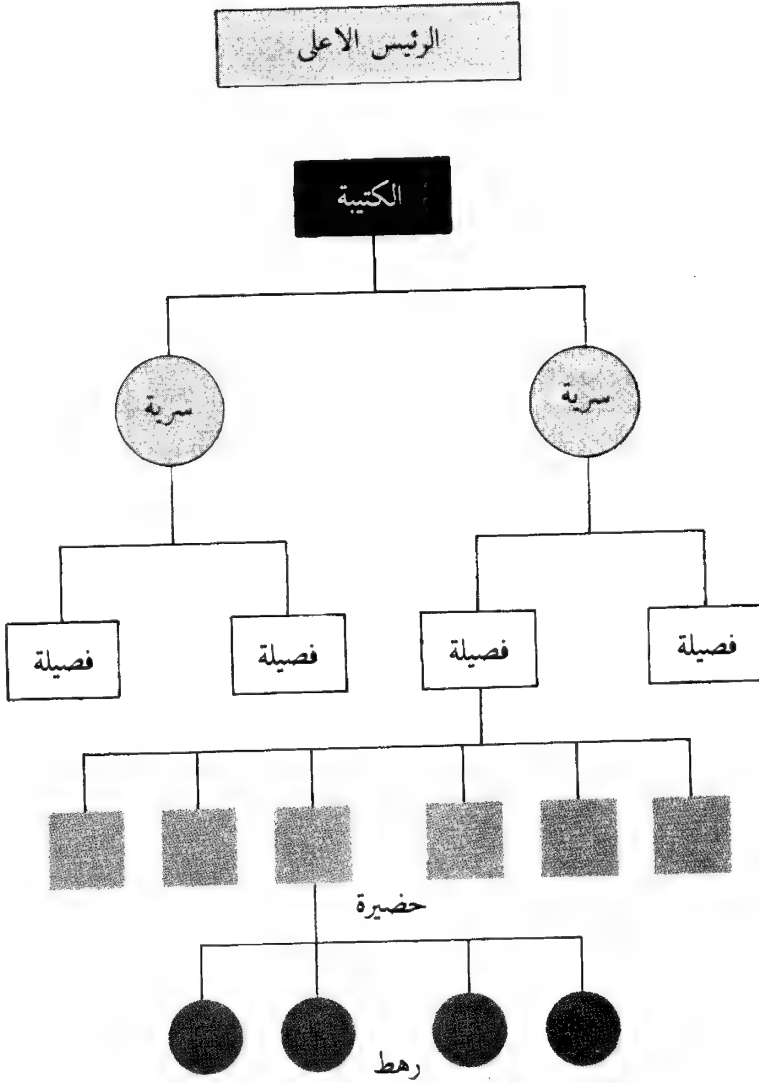 الرئيس الاعلى
الكتيبة
سرية
سرية
فصيلة
فصيلة
فصيلة
فصيلة
حضيرة
رهط